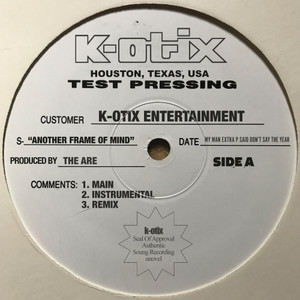 K-otix
HOUSTON, TEXAS, USA
TEST PRESSING
CUSTOMER K-OTIX ENTERTAINMENT
S- "ANOTHER FRAME OF MIND" DATE MY MAN EXTRA P SAID DON'T SAY THE YEAR
PRODUCED BY THE ARE SIDE A
COMMENTS: 1. MAIN
2. INSTRUMENTAL
3. REMIX
k-otix
Seal Of Approval
Authentic
Soung Recording